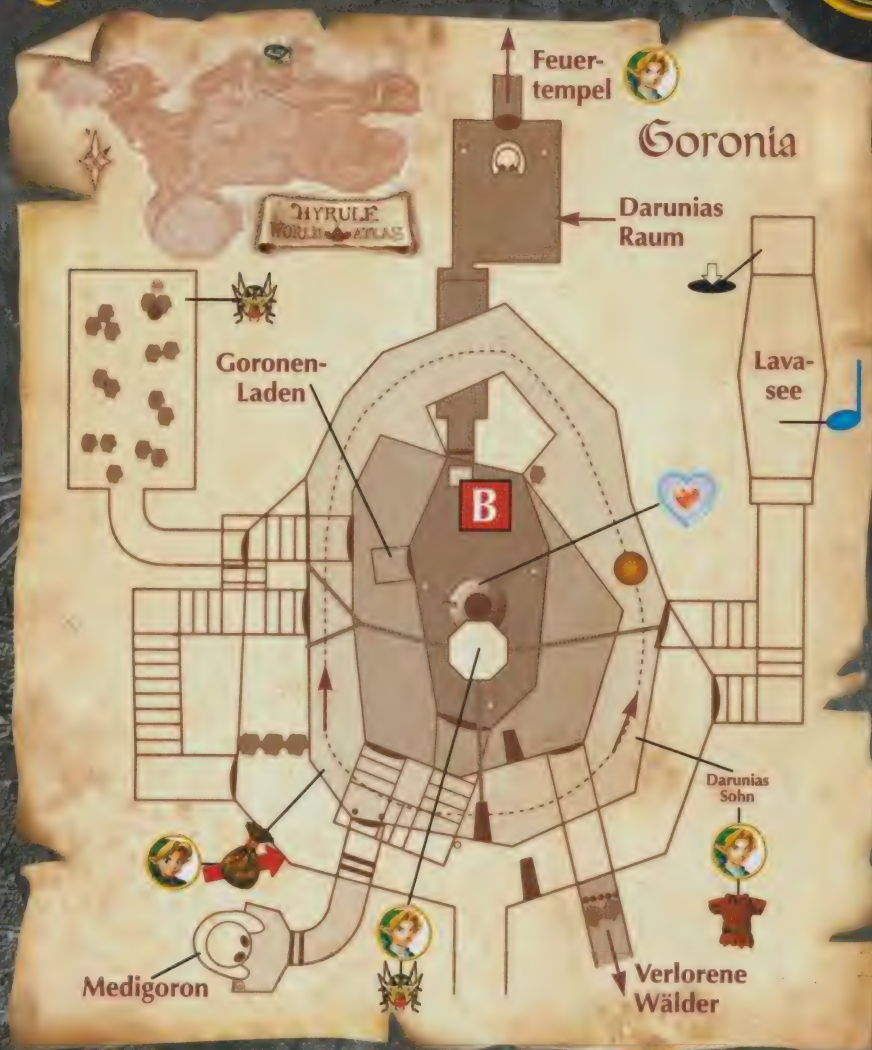 Feuer-
tempel
Goronia
HYRULE
WORLD ATLAS
Darunias
Raum
Goronen-
Laden
Lava-
see
B
Darunias
Sohn
Medigoron
Verlorene
Wälder